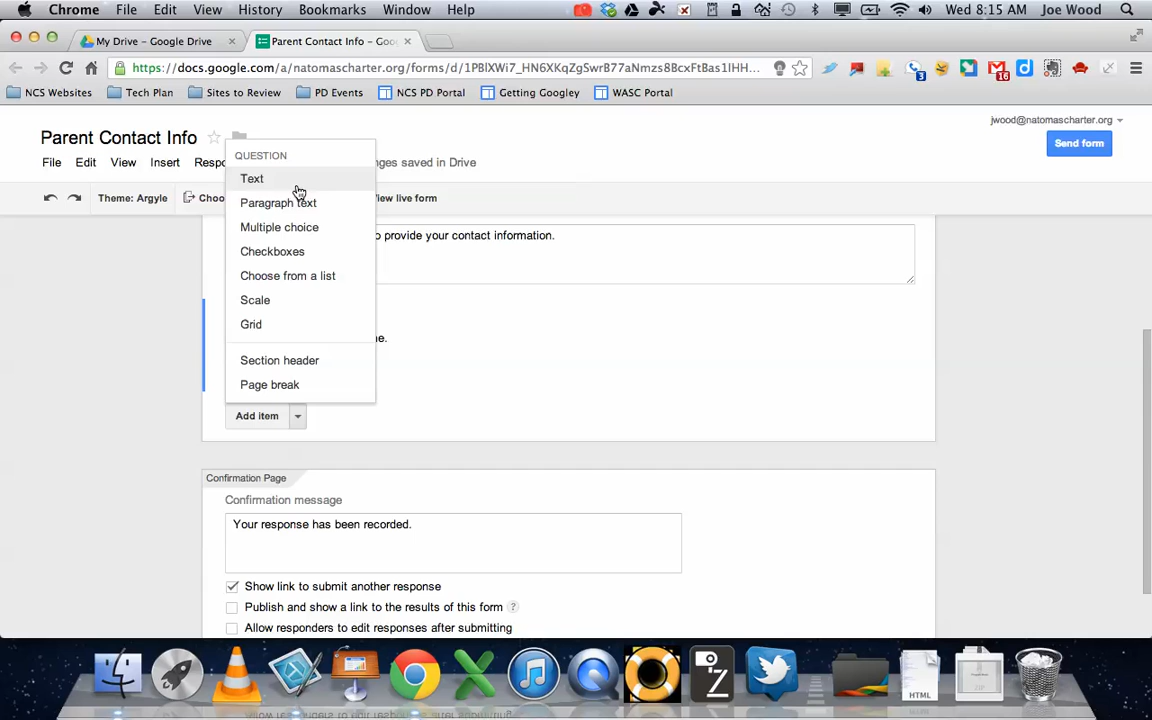 Chrome File Edit View History Bookmarks Window Help Wed 8:15 AM Joe Wood
My Drive – Google Drive Parent Contact Info – Goo
https://docs.google.com/a/natomascharter.org/forms/d/1PBlXWi7_HN6XKqZgSwrB77aNmzs8BcxFtBas1IHH...
3 16
NCS Websites Tech Plan Sites to Review PD Events NCS PD Portal Getting Googley WASC Portal
jwood@natomascharter.org
Parent Contact Info
Send form
File Edit View Insert Respo nges saved in Drive
Theme: Argyle Choo iew live form
QUESTION
Text
Paragraph text
Multiple choice
Checkboxes
Choose from a list
Scale
Grid
Section header
Page break
o provide your contact information.
ne.
Add item
Confirmation Page
Confirmation message
Your response has been recorded.
Show link to submit another response
Publish and show a link to the results of this form ?
Allow responders to edit responses after submitting
Z
HTML
ZIP